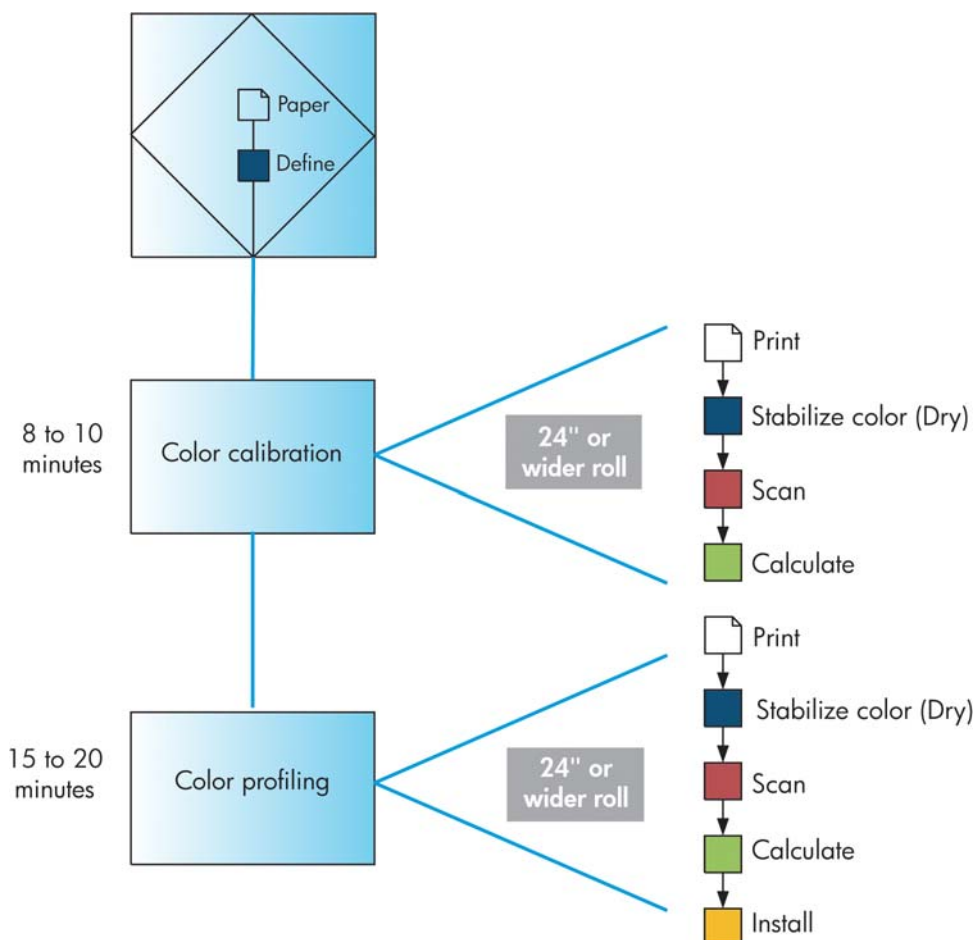 Paper
Define
8 to 10
minutes
Color calibration
24" or
wider roll
Print
Stabilize color (Dry)
Scan
Calculate
15 to 20
minutes
Color profiling
24" or
wider roll
Print
Stabilize color (Dry)
Scan
Calculate
Install